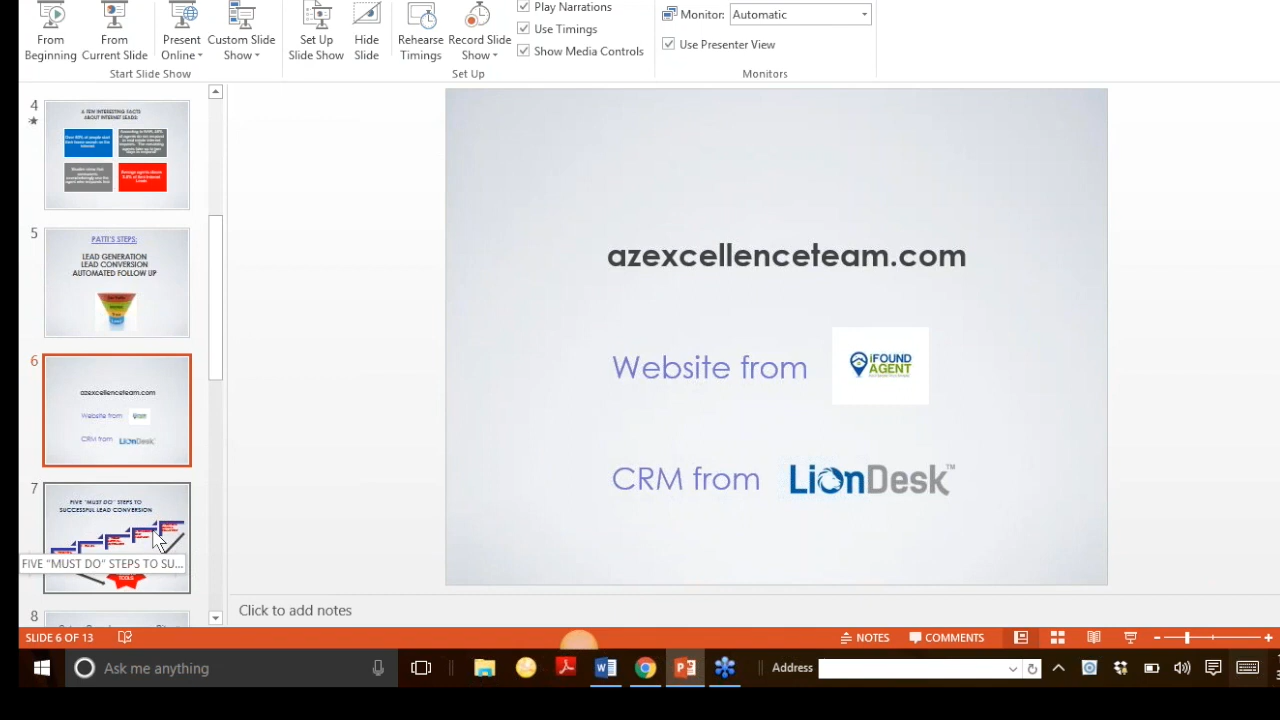 Play Narrations
Monitor:
Automatic
From
Beginning
From
Current Slide
Present
Online
Custom Slide
Show
Set Up
Slide Show
Hide
Slide
Rehearse
Timings
Record Slide
Show
Use Timings
Show Media Controls
Use Presenter View
Start Slide Show
Set Up
Monitors
4
A FEW INTERESTING FACTS
ABOUT INTERNET LEADS:
5
PATTI'S STEPS:
LEAD GENERATION
LEAD CONVERSION
AUTOMATED FOLLOW UP
6
azexcellenceteam.com
Website from
CRM from LionDesk
7
FIVE "MUST DO" STEPS TO
SUCCESSFUL LEAD CONVERSION
FIVE "MUST DO" STEPS TO SU...
TOOLS
8
azexcellenceteam.com
Website from
iFOUND
AGENT
CRM from LionDesk™
Click to add notes
SLIDE 6 OF 13
NOTES
COMMENTS
Ask me anything
Address